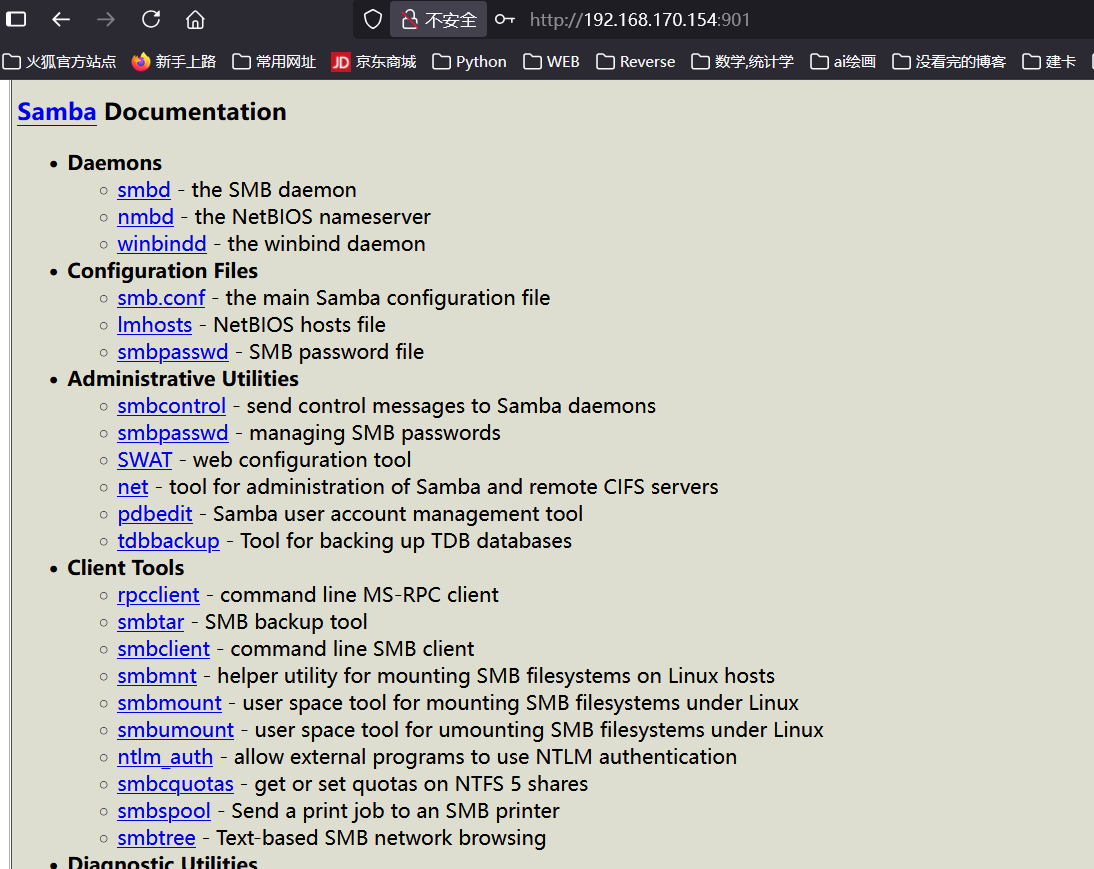 不安全 http://192.168.170.154:901
火狐官方站点 新手上路 常用网址 JD 京东商城 Python WEB Reverse 数学,统计学 ai绘画 没看完的博客 建卡
Samba Documentation
• Daemons
○ smbd - the SMB daemon
○ nmbd - the NetBIOS nameserver
○ winbindd - the winbind daemon
• Configuration Files
○ smb.conf - the main Samba configuration file
○ lmhosts - NetBIOS hosts file
○ smbpasswd - SMB password file
• Administrative Utilities
○ smbcontrol - send control messages to Samba daemons
○ smbpasswd - managing SMB passwords
○ SWAT - web configuration tool
○ net - tool for administration of Samba and remote CIFS servers
○ pdbedit - Samba user account management tool
○ tdbbackup - Tool for backing up TDB databases
• Client Tools
○ rpcclient - command line MS-RPC client
○ smbtar - SMB backup tool
○ smbclient - command line SMB client
○ smbmnt - helper utility for mounting SMB filesystems on Linux hosts
○ smbmount - user space tool for mounting SMB filesystems under Linux
○ smbumount - user space tool for umounting SMB filesystems under Linux
○ ntlm_auth - allow external programs to use NTLM authentication
○ smbcquotas - get or set quotas on NTFS 5 shares
○ smbspool - Send a print job to an SMB printer
○ smbtree - Text-based SMB network browsing
• Diagnostic Utilities